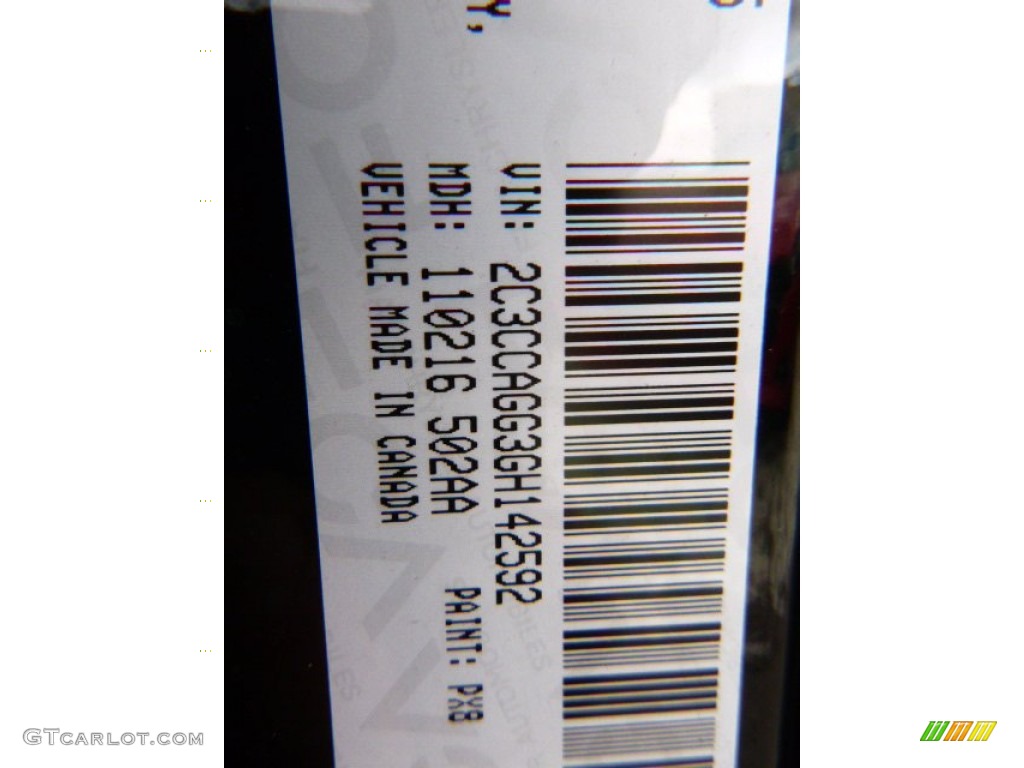 VIN: 2C3CCAGG3GH142592
MDH: 110216 502AA PAINT: PX8
VEHICLE MADE IN CANADA
GTCarLot.com